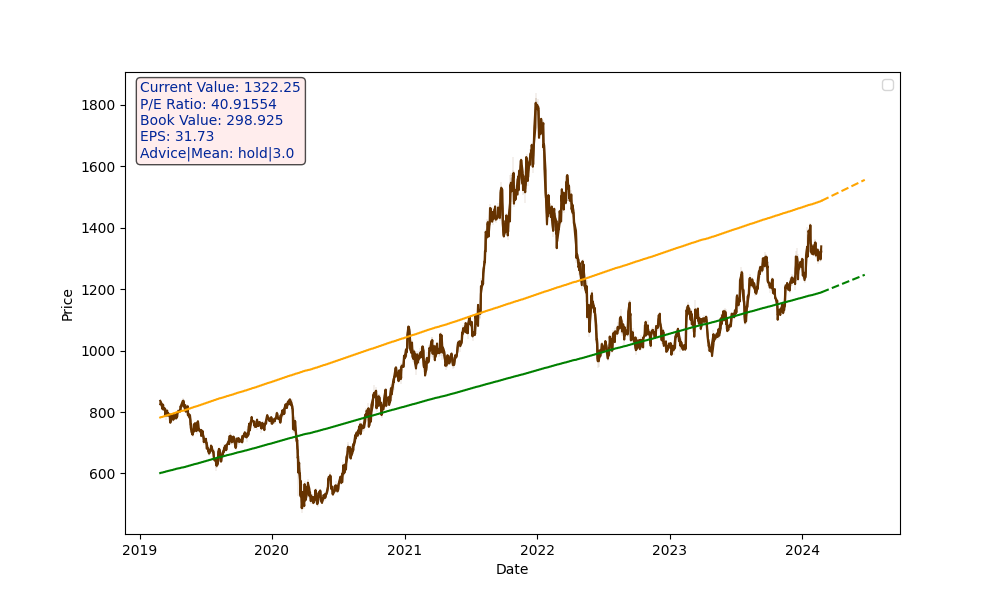 Current Value: 1322.25
P/E Ratio: 40.91554
Book Value: 298.925
EPS: 31.73
Advice|Mean: hold|3.0
1800
1600
1400
1200
1000
800
600
Price
2019 2020 2021 2022 2023 2024
Date